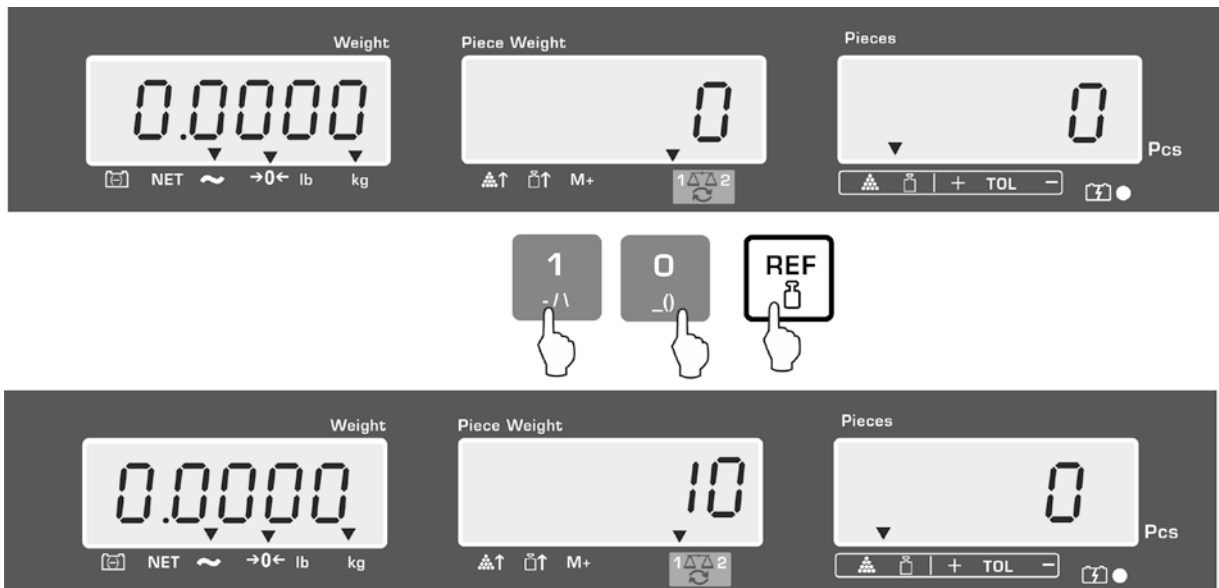 Weight Piece Weight Pieces
0.0000 0 0
Pcs
NET ~ →0← lb kg M+ 1 2 + TOL −
1 0 REF
- / \ _()
Weight Piece Weight Pieces
0.0000 10 0
Pcs
NET ~ →0← lb kg M+ 1 2 + TOL −